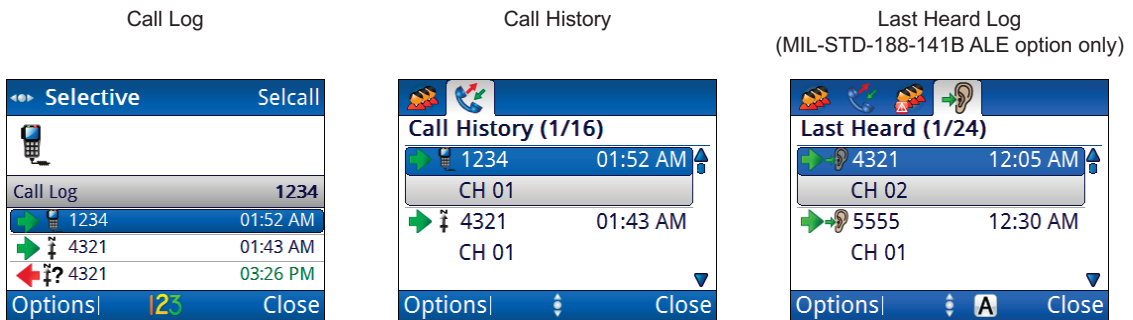 Call Log
Selective Selcall
Call Log 1234
1234 01:52 AM
4321 01:43 AM
? 4321 03:26 PM
Options 123 Close
Call History
Call History (1/16)
1234 01:52 AM
CH 01
4321 01:43 AM
CH 01
Options Close
Last Heard Log
(MIL-STD-188-141B ALE option only)
Last Heard (1/24)
4321 12:05 AM
CH 02
5555 12:30 AM
CH 01
Options A Close